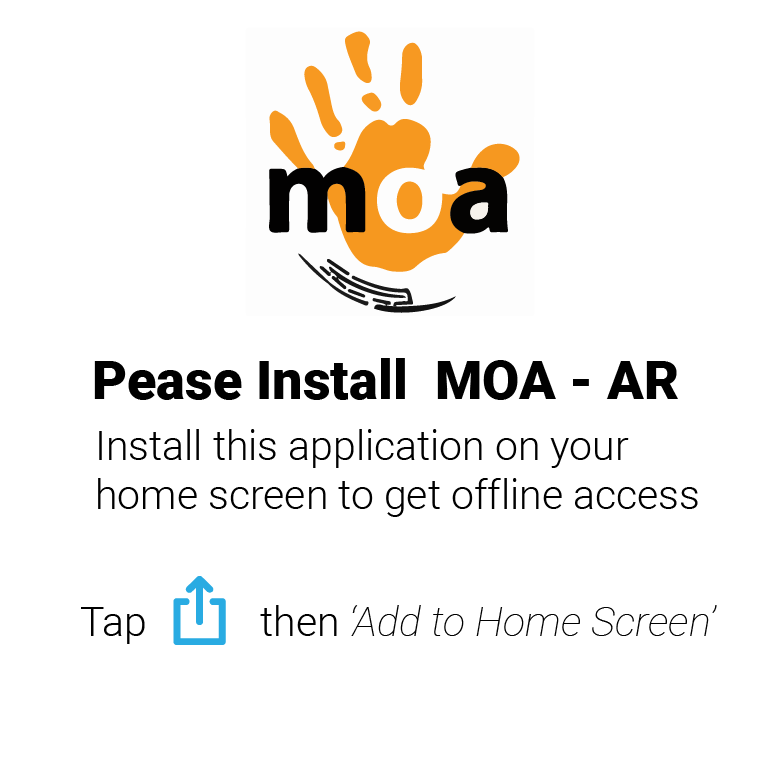 moa
Pease Install MOA - AR
Install this application on your
home screen to get offline access
Tap then ‘Add to Home Screen’